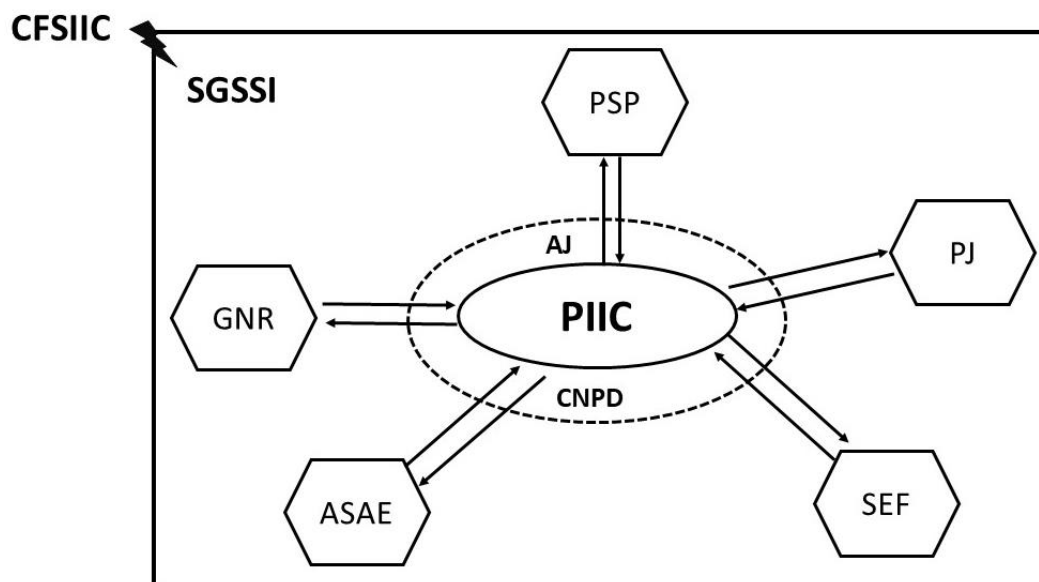 CFSIIC
SGSSI
PSP
PJ
AJ
GNR
PIIC
CNPD
ASAE
SEF